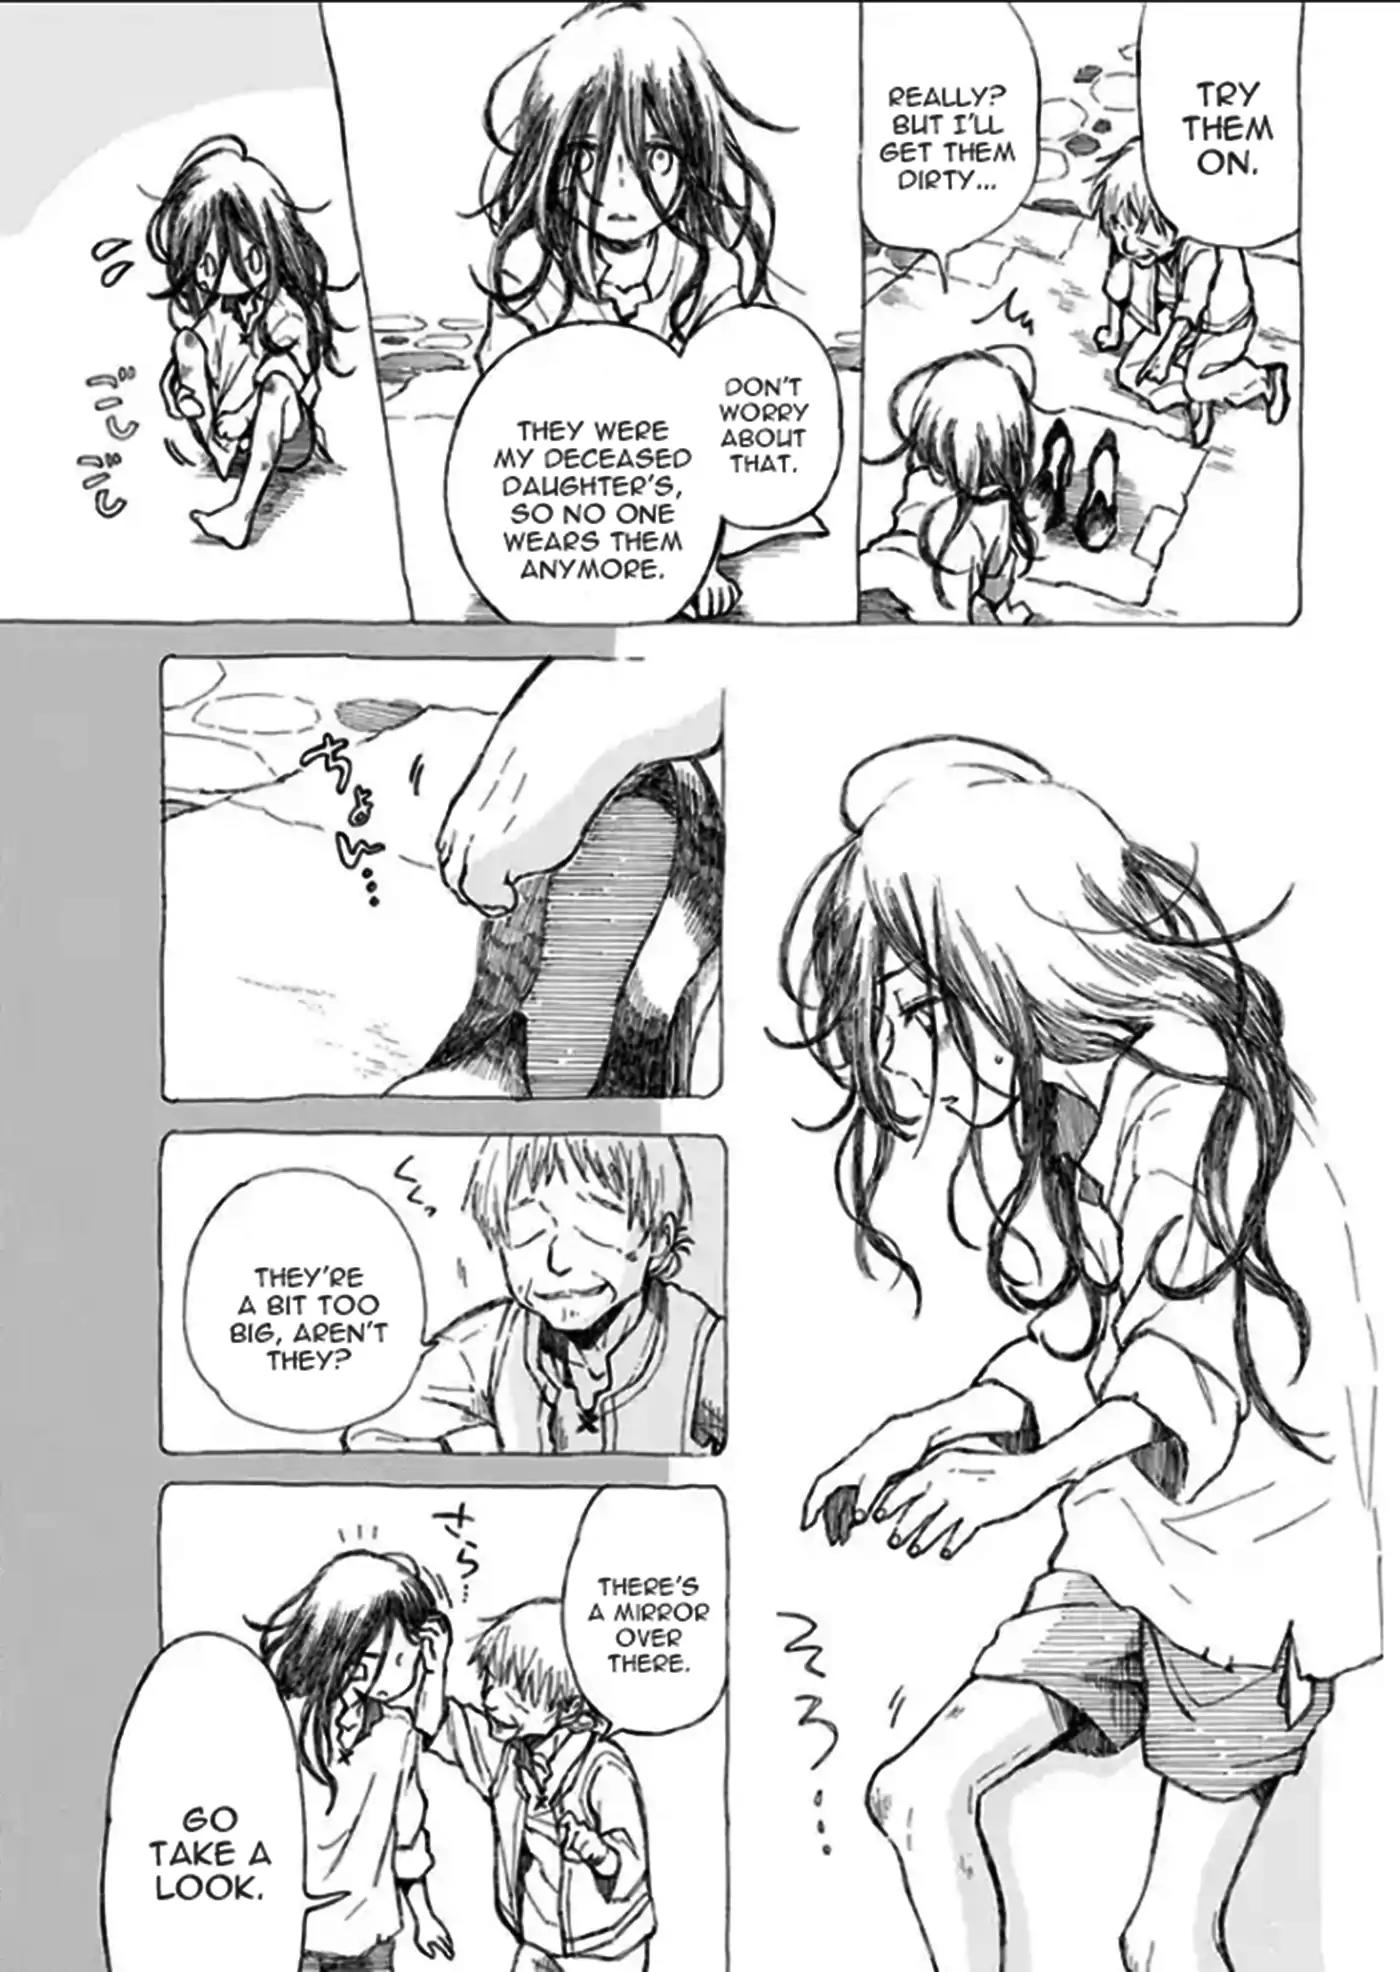 TRY
THEM
ON.
REALLY?
BUT I'LL
GET THEM
DIRTY...
DON'T
WORRY
ABOUT
THAT.
THEY WERE
MY DECEASED
DAUGHTER'S,
SO NO ONE
WEARS THEM
ANYMORE.
そろ...
ちょん...
THEY'RE
A BIT TOO
BIG, AREN'T
THEY?
THERE'S
A MIRROR
OVER
THERE.
さら...
GO
TAKE A
LOOK.